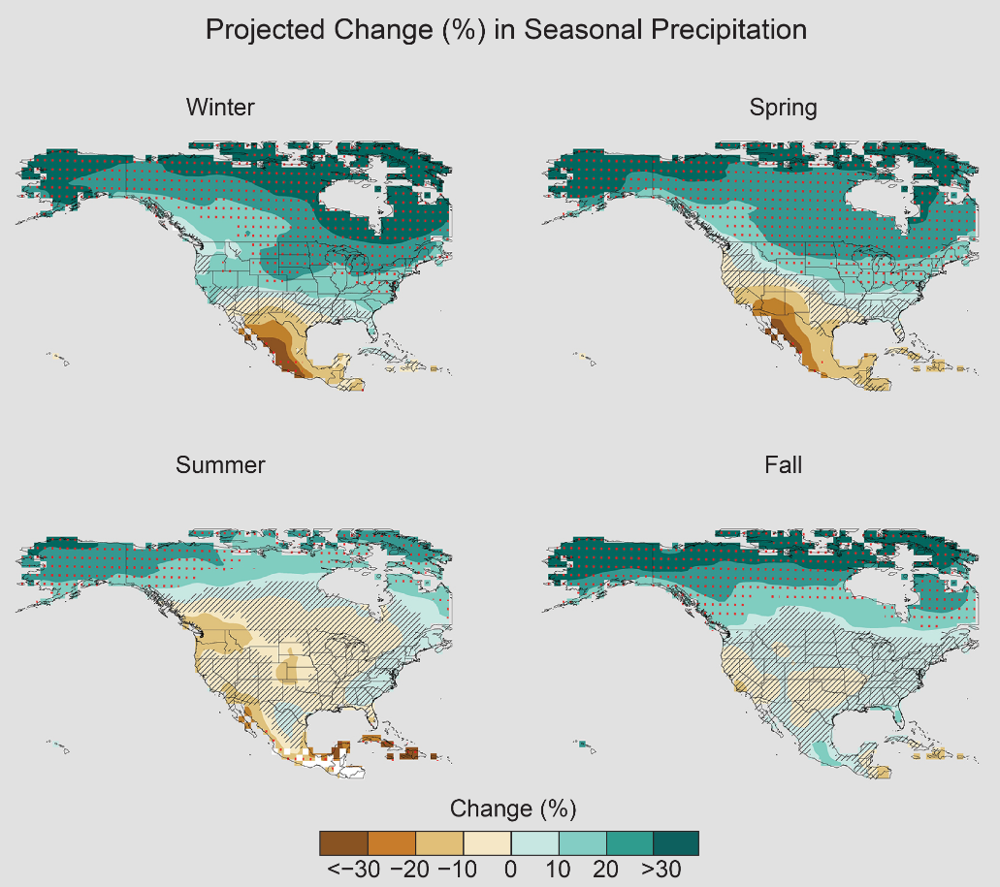 Projected Change (%) in Seasonal Precipitation
Winter
Spring
Summer
Fall
Change (%)
<−30 −20 −10 0 10 20 >30